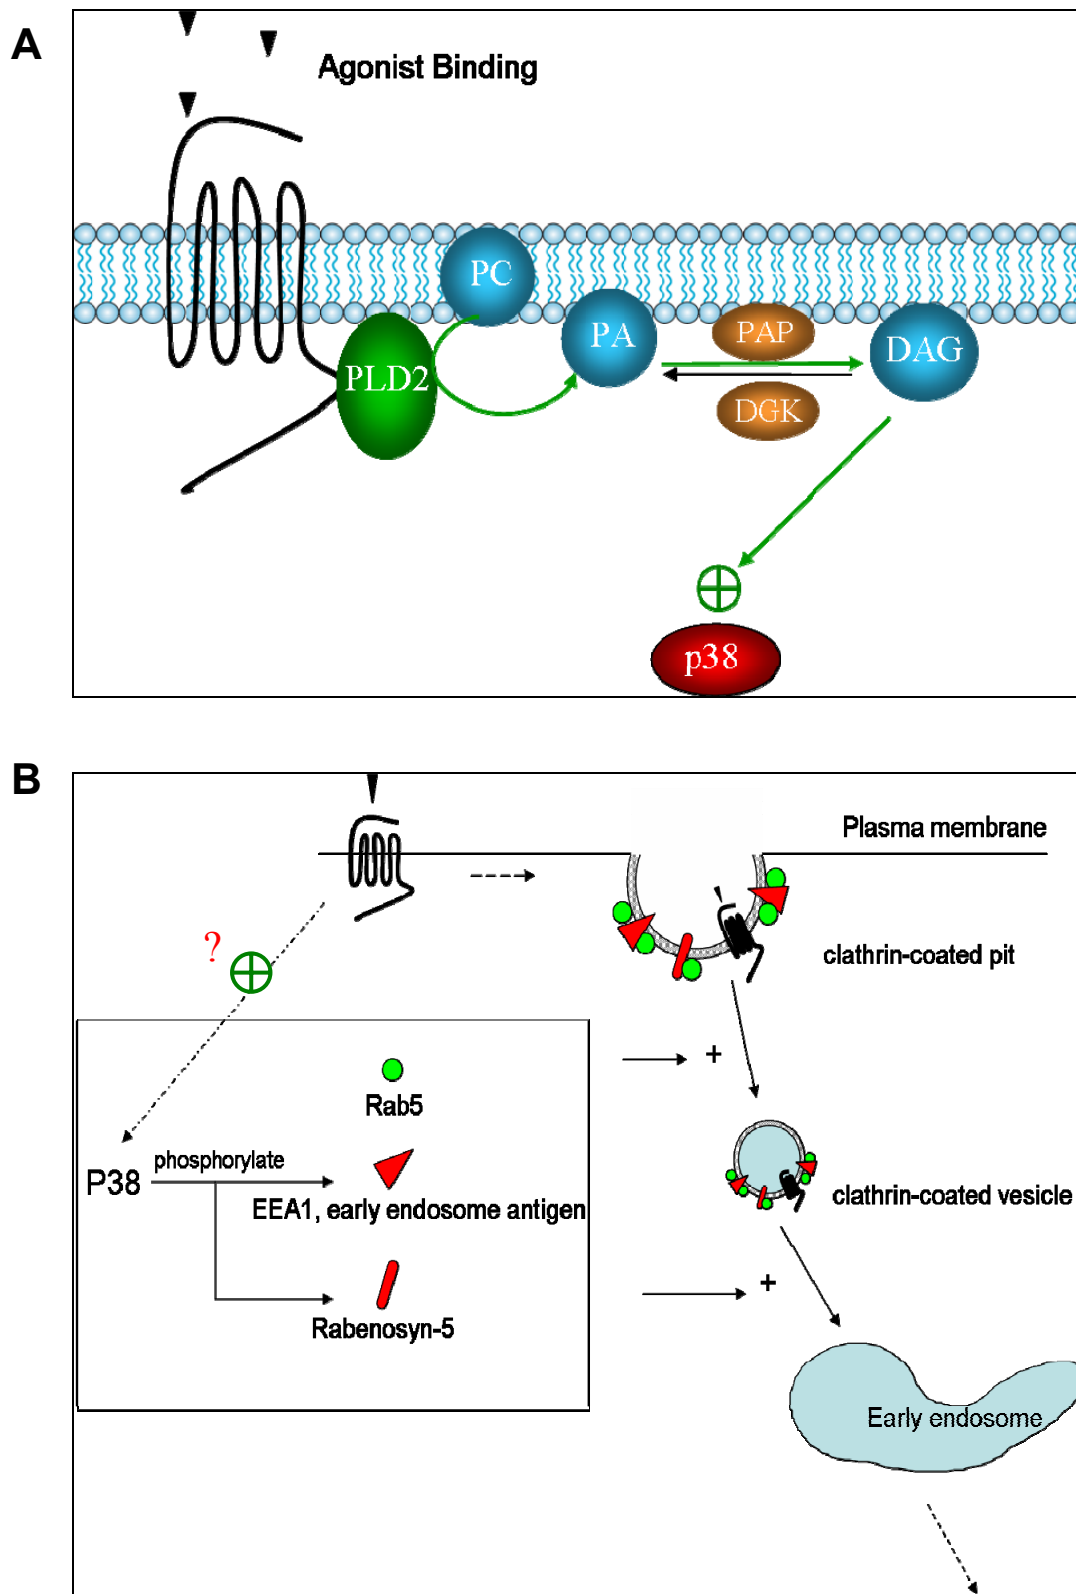 A
Agonist Binding
PC
PA
PAP
DAG
PLD2
DGK
p38
B
Plasma membrane
?
clathrin-coated pit
+
Rab5
phosphorylate
P38
EEA1, early endosome antigen
clathrin-coated vesicle
+
Rabenosyn-5
Early endosome